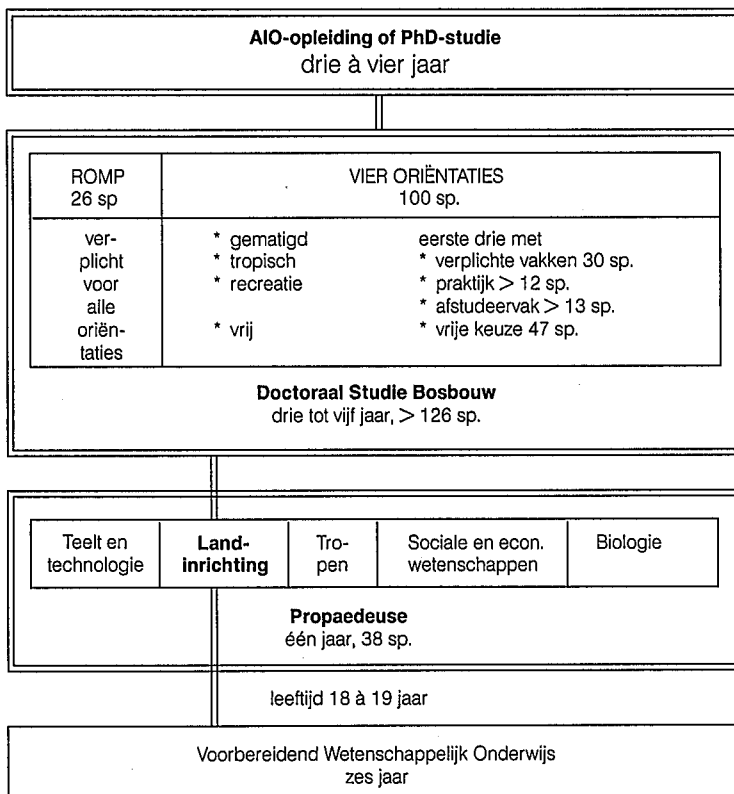 AIO-opleiding of PhD-studie
drie à vier jaar
ROMP
26 sp
VIER ORIËNTATIES
100 sp.
ver-
plicht
voor
alle
oriën-
taties
* gematigd
* tropisch
* recreatie
* vrij
eerste drie met
* verplichte vakken 30 sp.
* praktijk > 12 sp.
* afstudeervak > 13 sp.
* vrije keuze 47 sp.
Doctoraal Studie Bosbouw
drie tot vijf jaar, > 126 sp.
Teelt en
technologie
Land-
inrichting
Tro-
pen
Sociale en econ.
wetenschappen
Biologie
Propaedeuse
één jaar, 38 sp.
leeftijd 18 à 19 jaar
Voorbereidend Wetenschappelijk Onderwijs
zes jaar